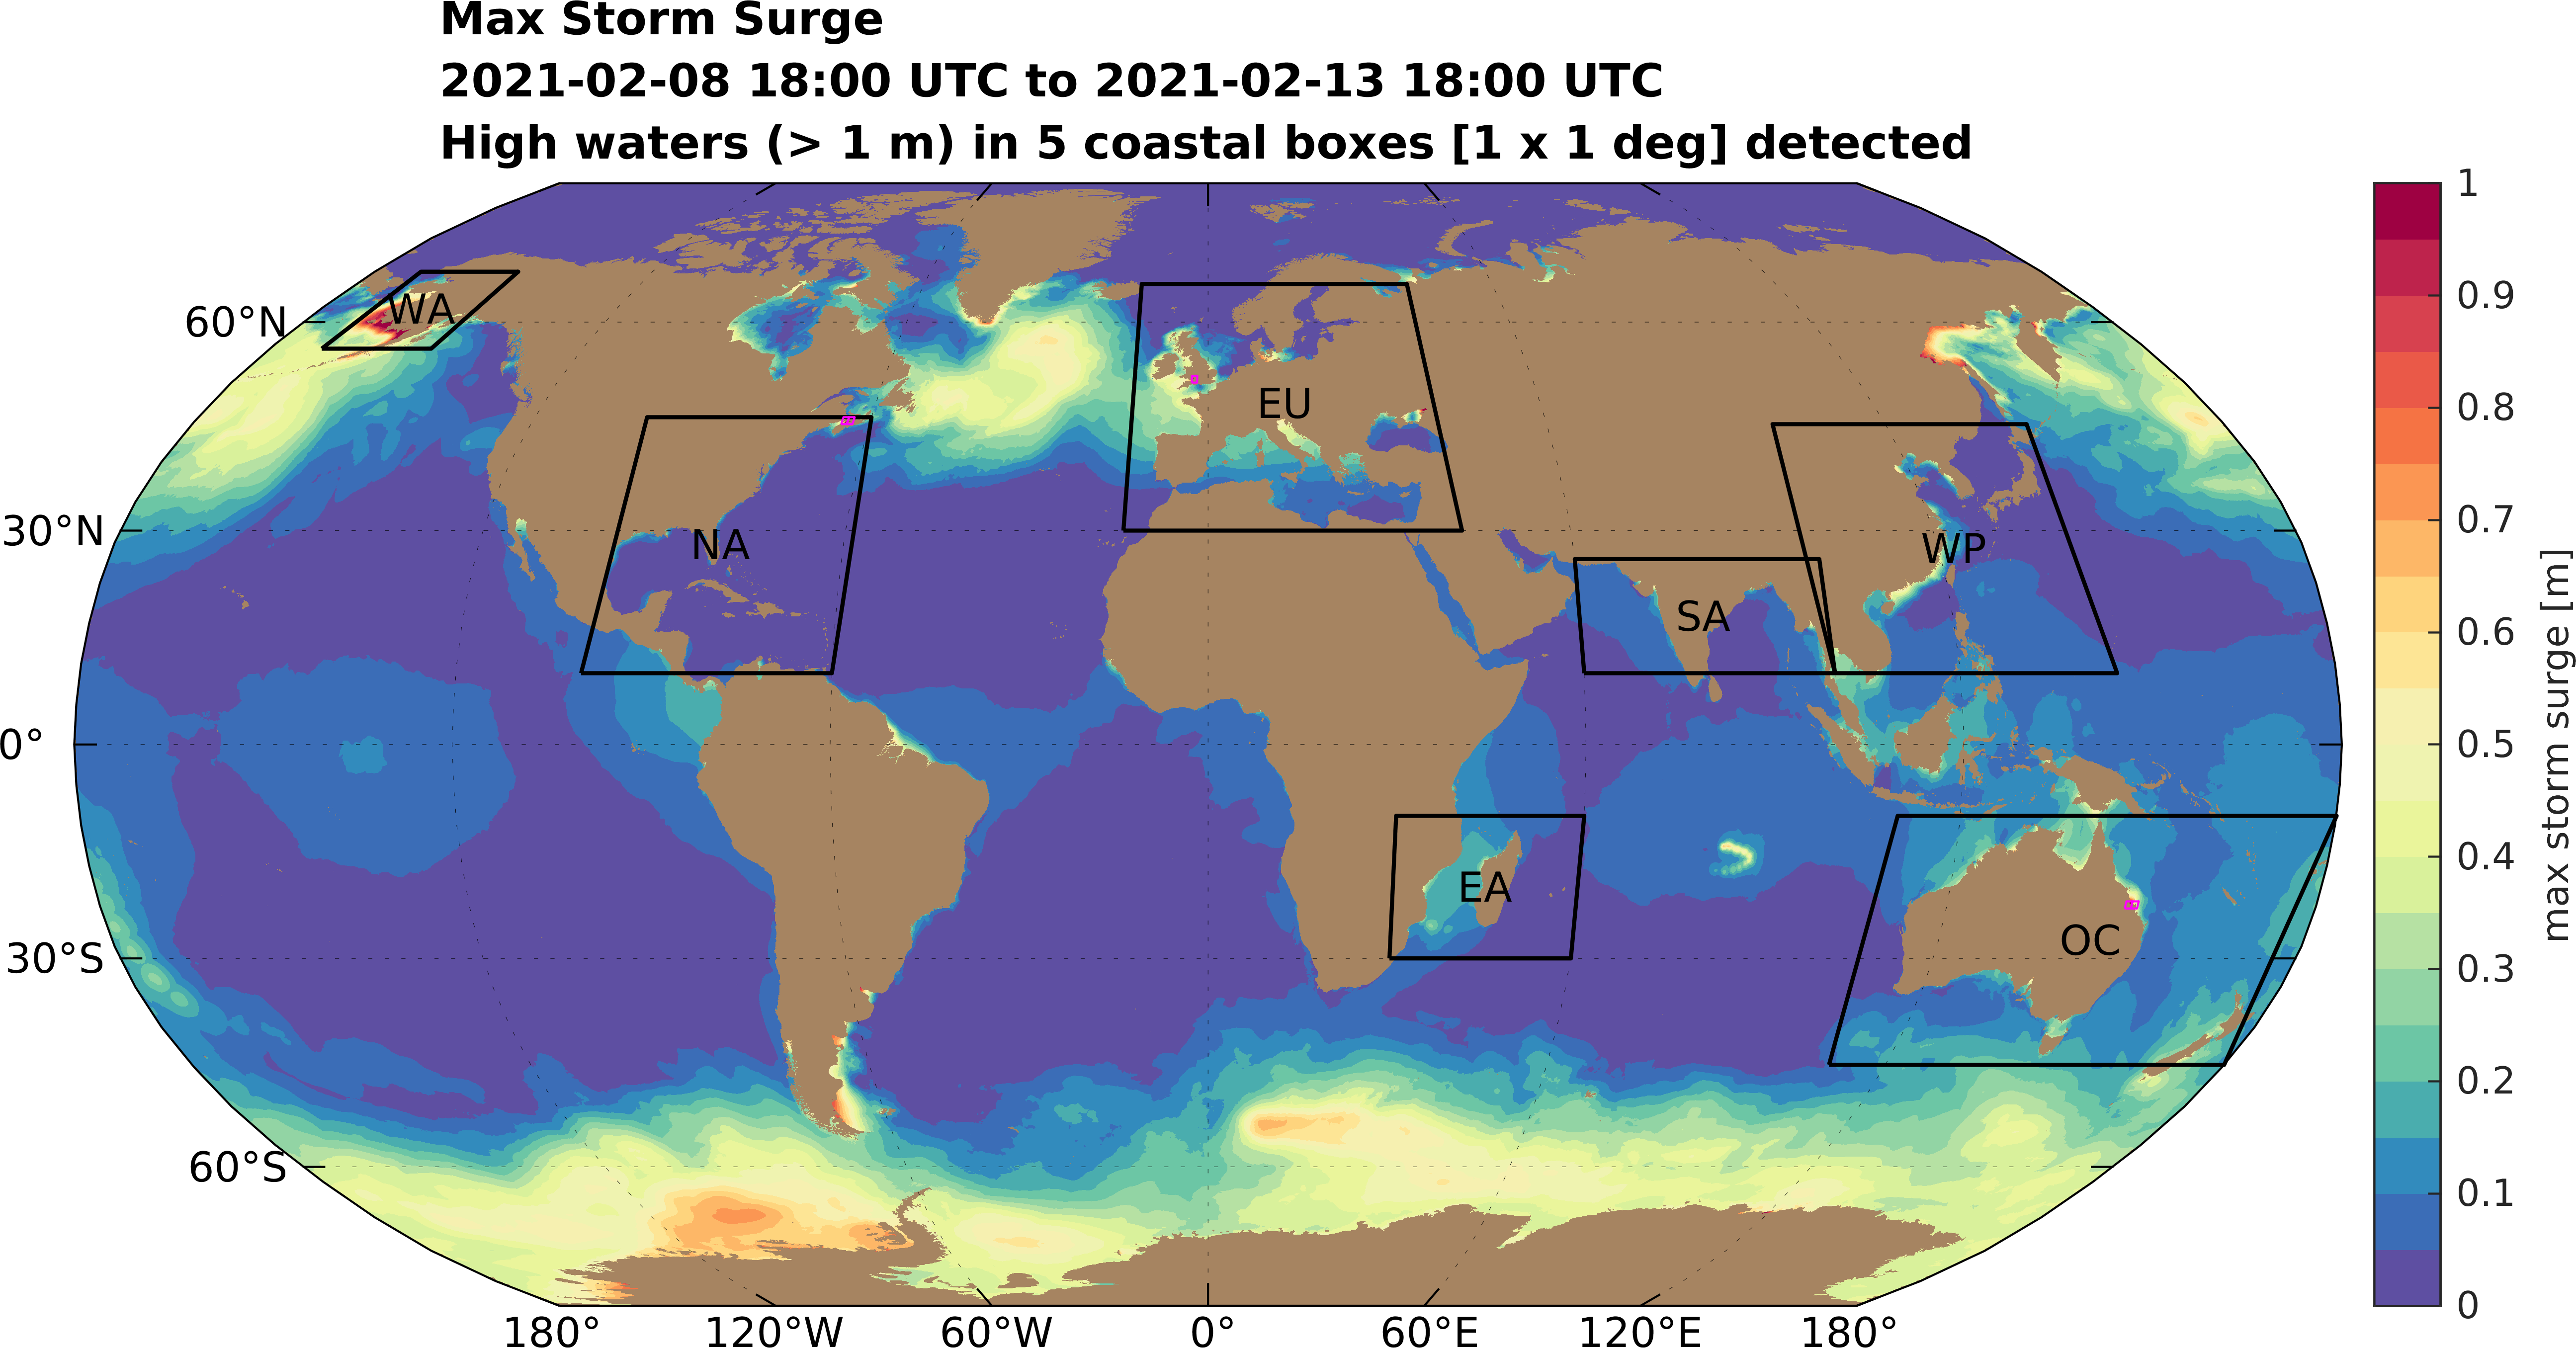 Max Storm Surge
2021-02-08 18:00 UTC to 2021-02-13 18:00 UTC
High waters (> 1 m) in 5 coastal boxes [1 x 1 deg] detected
60°N
30°N
0°
30°S
60°S
WA
NA
EU
SA
WP
EA
OC
180°
120°W
60°W
0°
60°E
120°E
180°
1
0.9
0.8
0.7
0.6
0.5
0.4
0.3
0.2
0.1
0
max storm surge [m]